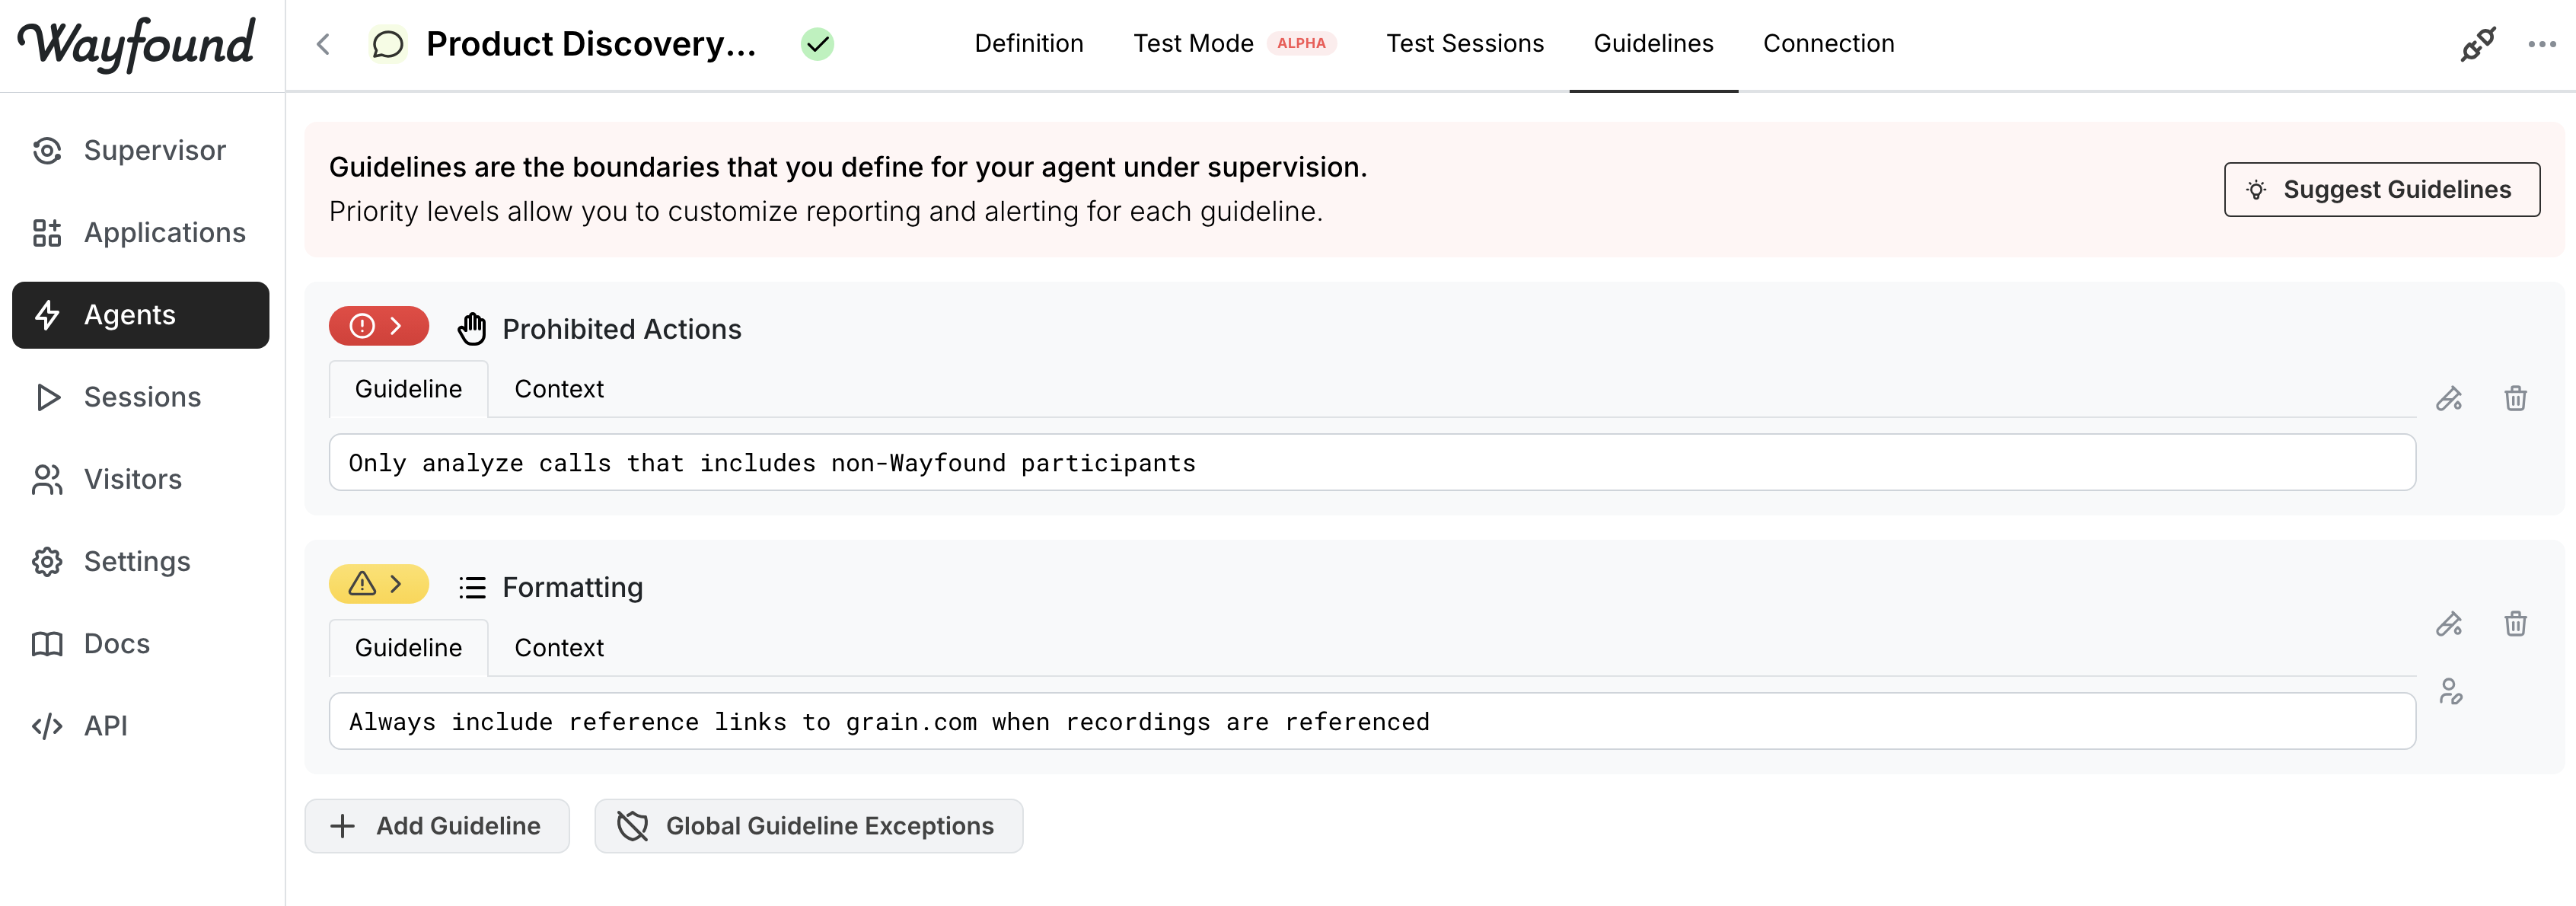 Wayfound
Product Discovery...
Definition
Test Mode ALPHA
Test Sessions
Guidelines
Connection
Supervisor
Applications
Agents
Sessions
Visitors
Settings
Docs
API
Guidelines are the boundaries that you define for your agent under supervision.
Priority levels allow you to customize reporting and alerting for each guideline.
Suggest Guidelines
Prohibited Actions
Guideline Context
Only analyze calls that includes non-Wayfound participants
Formatting
Guideline Context
Always include reference links to grain.com when recordings are referenced
Add Guideline
Global Guideline Exceptions